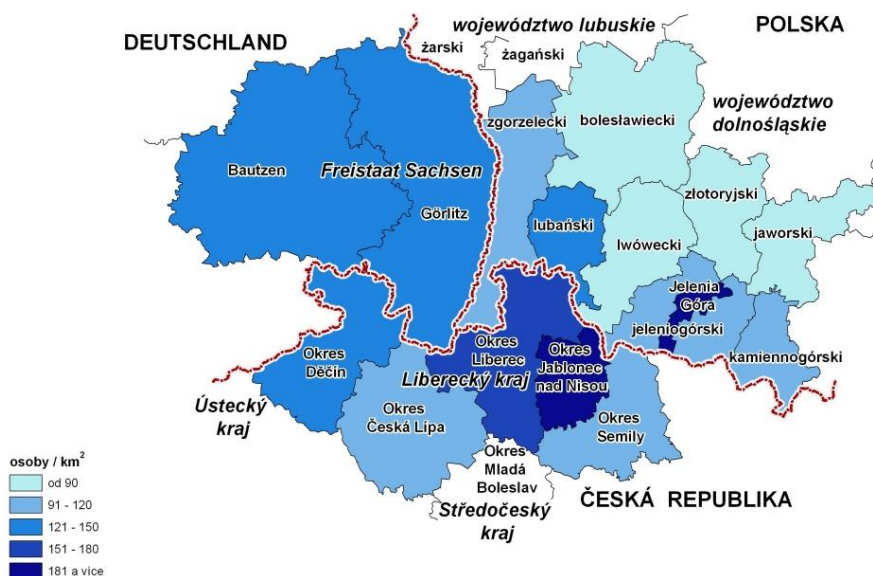 DEUTSCHLAND
województwo lubuskie
POLSKA
żarski
żagański
województwo
dolnośląskie
zgorzelecki
bolesławiecki
Bautzen
Freistaat Sachsen
Görlitz
lubański
lwówecki
złotoryjski
jaworski
Jelenia
Góra
jeleniogórski
kamiennogórski
Okres
Děčín
Okres
Liberec
Okres
Jablonec
nad Nisou
Liberecký kraj
Ústecký
kraj
Okres
Česká Lípa
Okres
Semily
Okres
Mladá
Boleslav
Středočeský
kraj
ČESKÁ REPUBLIKA
osoby / km²
od 90
91 - 120
121 - 150
151 - 180
181 a více